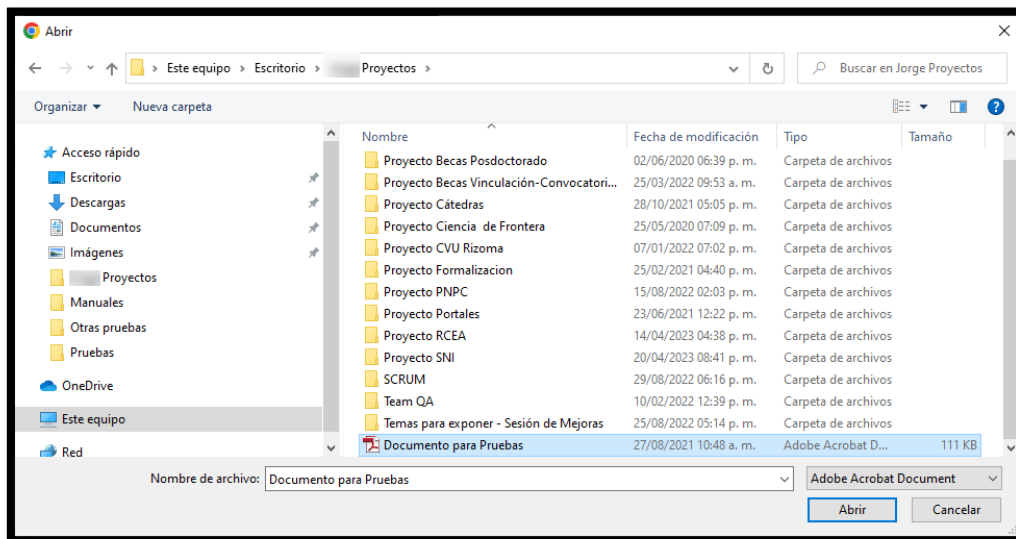 Abrir
Este equipo > Escritorio > Proyectos >
Buscar en Jorge Proyectos
Organizar Nueva carpeta
Acceso rápido
Escritorio
Descargas
Documentos
Imágenes
Proyectos
Manuales
Otras pruebas
Pruebas
OneDrive
Este equipo
Red
Nombre Fecha de modificación Tipo Tamaño
Proyecto Becas Posdoctorado 02/06/2020 06:39 p. m. Carpeta de archivos
Proyecto Becas Vinculación-Convocatori... 25/03/2022 09:53 a. m. Carpeta de archivos
Proyecto Cátedras 28/10/2021 05:05 p. m. Carpeta de archivos
Proyecto Ciencia de Frontera 25/05/2020 07:09 p. m. Carpeta de archivos
Proyecto CVU Rizoma 07/01/2022 07:02 p. m. Carpeta de archivos
Proyecto Formalizacion 25/02/2021 04:40 p. m. Carpeta de archivos
Proyecto PNPC 15/08/2022 02:03 p. m. Carpeta de archivos
Proyecto Portales 23/06/2021 12:22 p. m. Carpeta de archivos
Proyecto RCEA 14/04/2023 04:38 p. m. Carpeta de archivos
Proyecto SNI 20/04/2023 08:41 p. m. Carpeta de archivos
SCRUM 29/08/2022 06:16 p. m. Carpeta de archivos
Team QA 10/02/2022 12:39 p. m. Carpeta de archivos
Temas para exponer - Sesión de Mejoras 25/08/2022 05:14 p. m. Carpeta de archivos
Documento para Pruebas 27/08/2021 10:48 a. m. Adobe Acrobat D... 111 KB
Nombre de archivo: Documento para Pruebas Adobe Acrobat Document
Abrir Cancelar